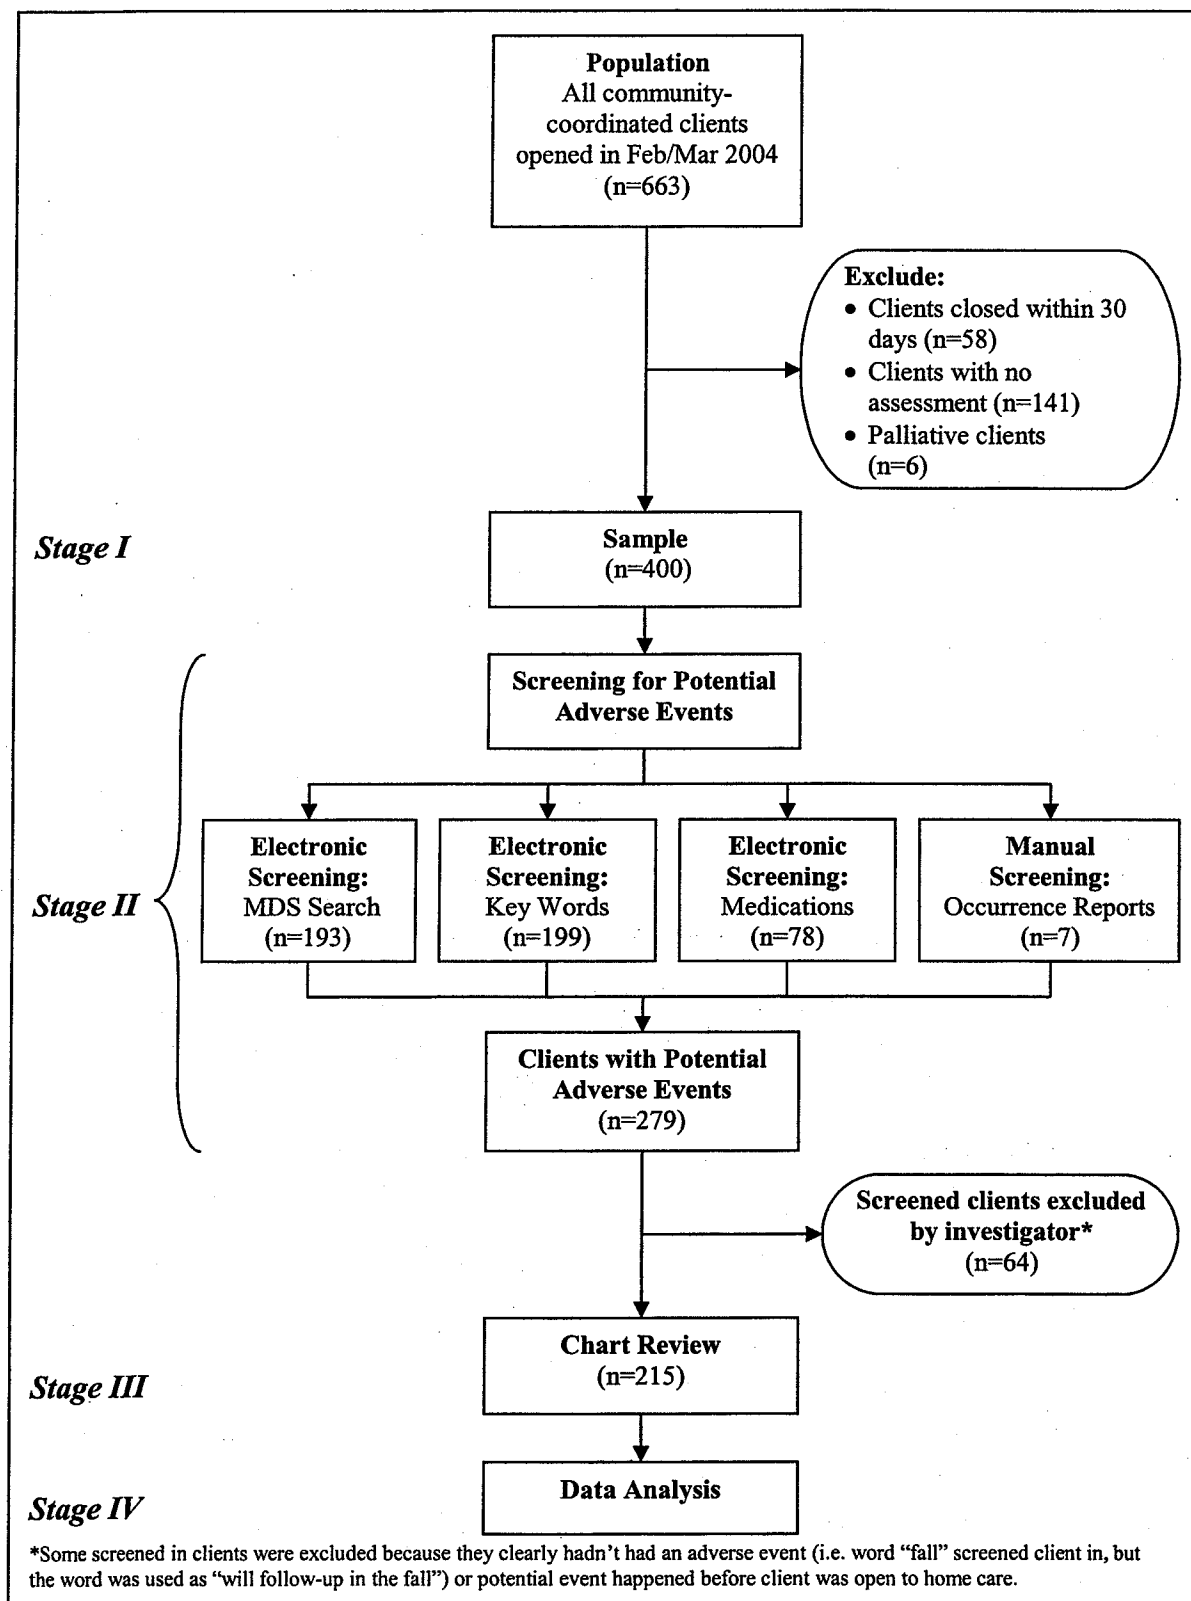 Population
All community-
coordinated clients
opened in Feb/Mar 2004
(n=663)
Exclude:
• Clients closed within 30
days (n=58)
• Clients with no
assessment (n=141)
• Palliative clients
(n=6)
Stage I
Sample
(n=400)
Screening for Potential
Adverse Events
Stage II
Electronic
Screening:
MDS Search
(n=193)
Electronic
Screening:
Key Words
(n=199)
Electronic
Screening:
Medications
(n=78)
Manual
Screening:
Occurrence Reports
(n=7)
Clients with Potential
Adverse Events
(n=279)
Screened clients excluded
by investigator*
(n=64)
Stage III
Chart Review
(n=215)
Stage IV
Data Analysis
*Some screened in clients were excluded because they clearly hadn't had an adverse event (i.e. word "fall" screened client in, but
the word was used as "will follow-up in the fall") or potential event happened before client was open to home care.